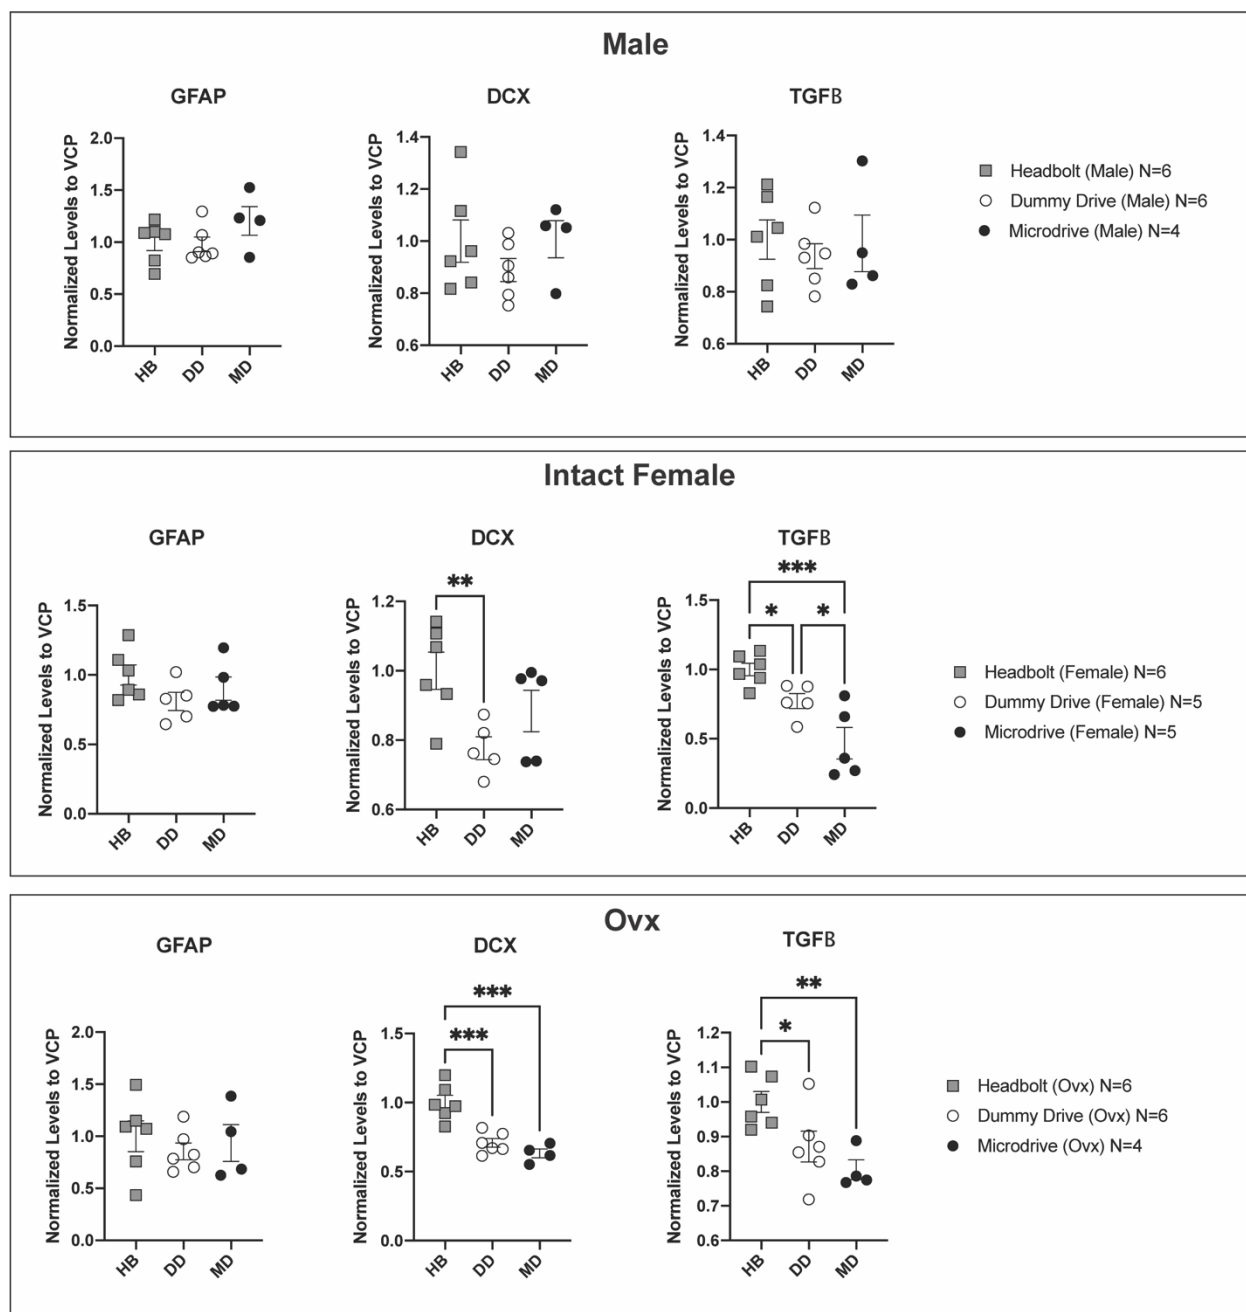 Male
GFAP
DCX
TGFB
Normalized Levels to VCP
2.0
1.5
1.0
0.5
0.0
HB
DD
MD
Normalized Levels to VCP
1.4
1.2
1.0
0.8
0.6
HB
DD
MD
Normalized Levels to VCP
1.4
1.2
1.0
0.8
0.6
HB
DD
MD
Headbolt (Male) N=6
Dummy Drive (Male) N=6
Microdrive (Male) N=4
Intact Female
GFAP
DCX
TGFB
Normalized Levels to VCP
1.5
1.0
0.5
0.0
HB
DD
MD
**
Normalized Levels to VCP
1.2
1.0
0.8
0.6
HB
DD
MD
***
* *
Normalized Levels to VCP
1.5
1.0
0.5
0.0
HB
DD
MD
Headbolt (Female) N=6
Dummy Drive (Female) N=5
Microdrive (Female) N=5
Ovx
GFAP
DCX
TGFB
Normalized Levels to VCP
2.0
1.5
1.0
0.5
0.0
HB
DD
MD
***
***
Normalized Levels to VCP
1.5
1.0
0.5
0.0
HB
DD
MD
**
*
Normalized Levels to VCP
1.2
1.1
1.0
0.9
0.8
0.7
0.6
HB
DD
MD
Headbolt (Ovx) N=6
Dummy Drive (Ovx) N=6
Microdrive (Ovx) N=4